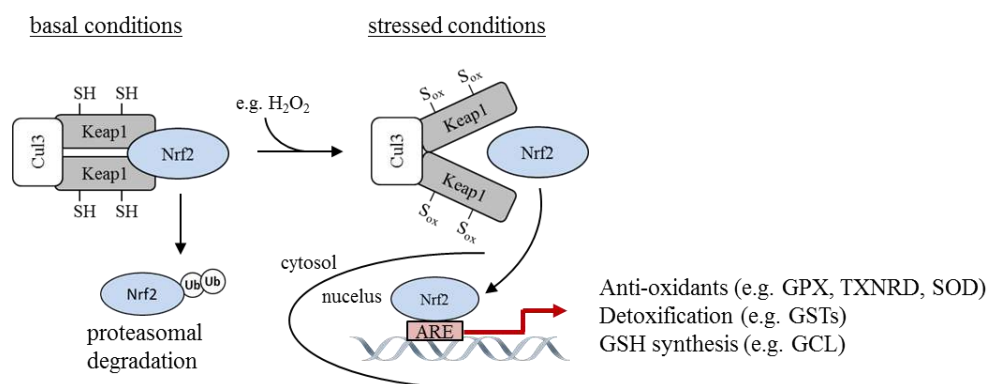 basal conditions
stressed conditions
SH SH
Cul3
Keap1
Keap1
Nrf2
SH SH
e.g. H₂O₂
Sox Sox
Cul3
Keap1
Keap1
Nrf2
Sox Sox
Nrf2 Ub Ub
proteasomal
degradation
cytosol
nucelus
Nrf2
ARE
Anti-oxidants (e.g. GPX, TXNRD, SOD)
Detoxification (e.g. GSTs)
GSH synthesis (e.g. GCL)